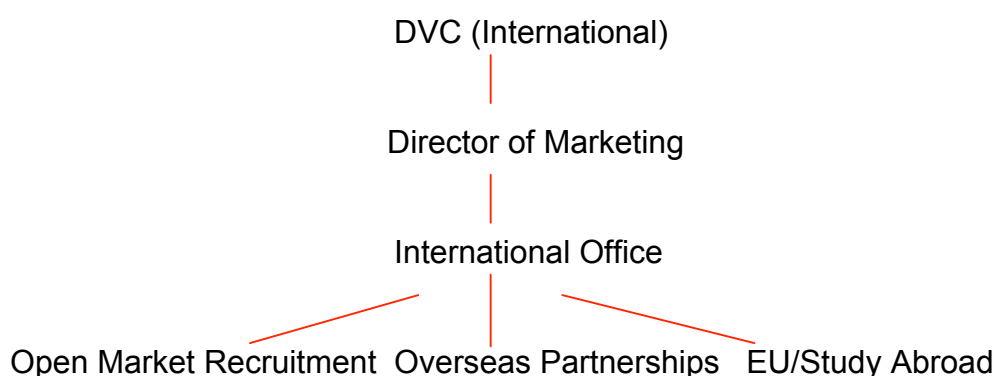 DVC (International)
Director of Marketing
International Office
Open Market Recruitment Overseas Partnerships EU/Study Abroad